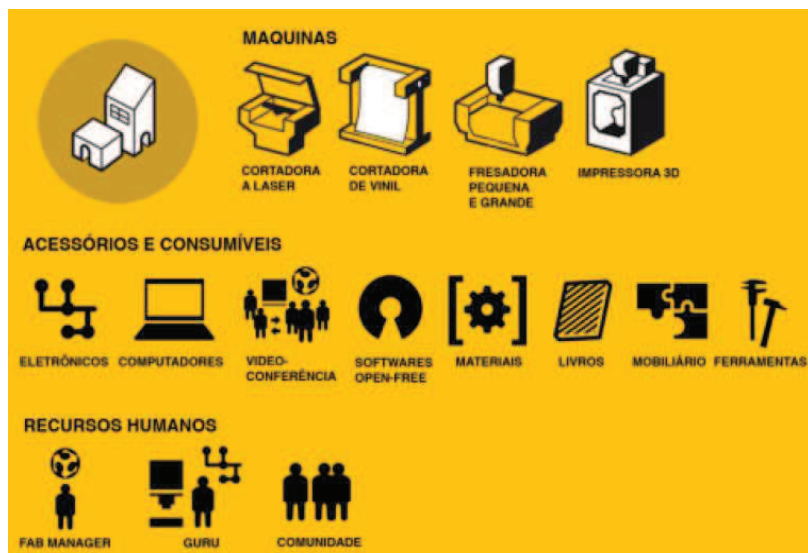 MAQUINAS
CORTADORA
A LASER
CORTADORA
DE VINIL
FRESADORA
PEQUENA
E GRANDE
IMPRESSORA 3D
ACESSÓRIOS E CONSUMÍVEIS
ELETRÔNICOS
COMPUTADORES
VIDEO-
CONFERÊNCIA
SOFTWARES
OPEN-FREE
MATERIAIS
LIVROS
MOBILIÁRIO
FERRAMENTAS
RECURSOS HUMANOS
FAB MANAGER
GURU
COMUNIDADE